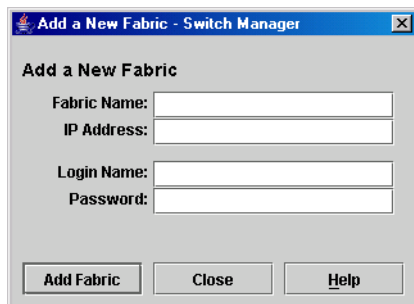 Add a New Fabric - Switch Manager
Add a New Fabric
Fabric Name:
IP Address:
Login Name:
Password:
Add Fabric Close Help